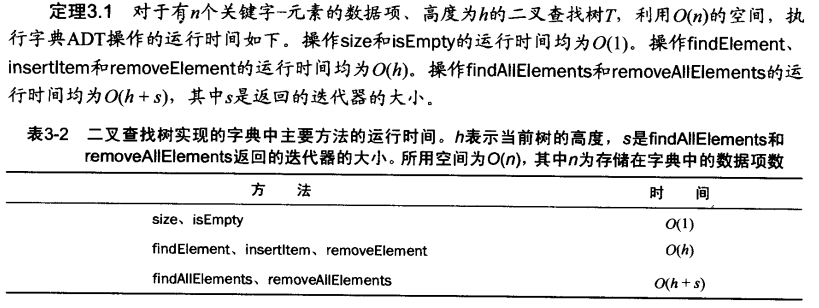 定理3.1 对于有n个关键字-元素的数据项、高度为h的二叉查找树T，利用O(n)的空间，执
行字典ADT操作的运行时间如下。操作size和isEmpty的运行时间均为O(1)。操作findElement、
insertItem和removeElement的运行时间均为O(h)。操作findAllElements和removeAllElements的运
行时间均为O(h + s)，其中s是返回的迭代器的大小。
表3-2 二叉查找树实现的字典中主要方法的运行时间。h表示当前树的高度，s是findAllElements和
removeAllElements返回的迭代器的大小。所用空间为O(n)，其中n为存储在字典中的数据项数
方 法 时 间
size、isEmpty O(1)
findElement、insertItem、removeElement O(h)
findAllElements、removeAllElements O(h + s)